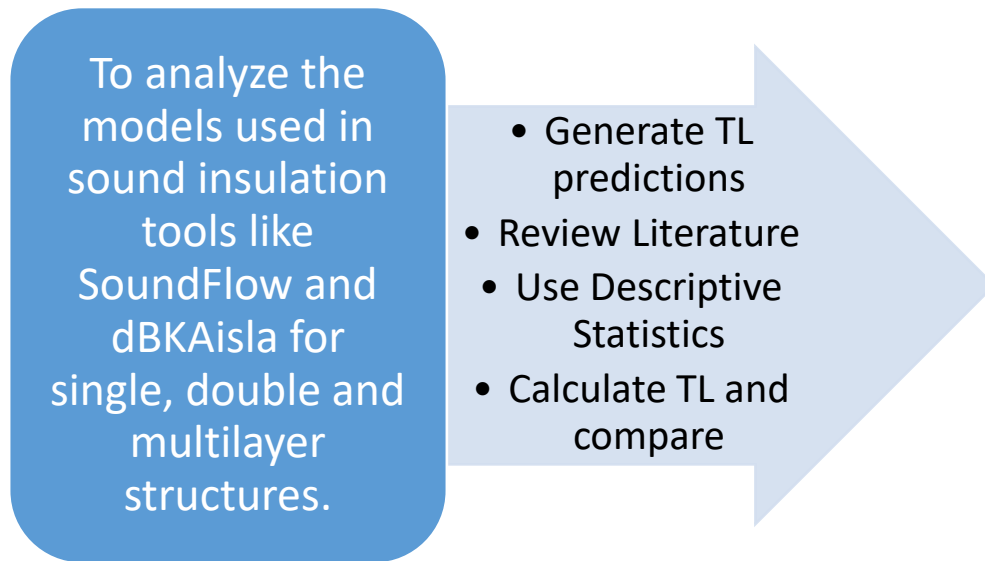 To analyze the
models used in
sound insulation
tools like
SoundFlow and
dBKAisla for
single, double and
multilayer
structures.
• Generate TL
predictions
• Review Literature
• Use Descriptive
Statistics
• Calculate TL and
compare